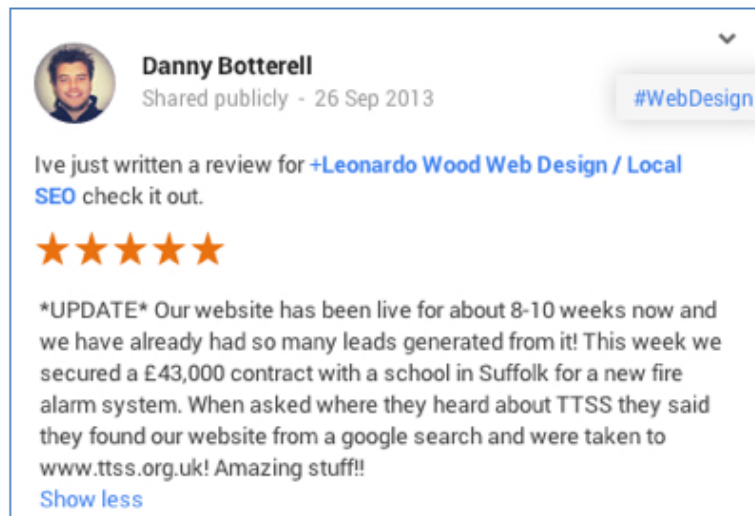 Danny Botterell
Shared publicly - 26 Sep 2013
#WebDesign
Ive just written a review for +Leonardo Wood Web Design / Local
SEO check it out.
*UPDATE* Our website has been live for about 8-10 weeks now and
we have already had so many leads generated from it! This week we
secured a £43,000 contract with a school in Suffolk for a new fire
alarm system. When asked where they heard about TTSS they said
they found our website from a google search and were taken to
www.ttss.org.uk! Amazing stuff!!
Show less